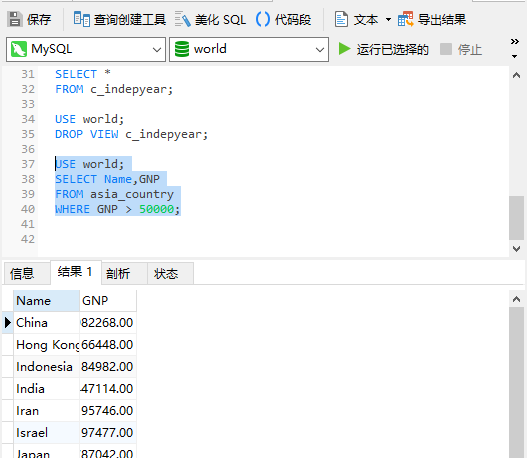 保存 查询创建工具 美化 SQL 代码段 文本 导出结果
MySQL world 运行已选择的 停止
31 SELECT *
32 FROM c_indepyear;
33
34 USE world;
35 DROP VIEW c_indepyear;
36
37 USE world;
38 SELECT Name,GNP
39 FROM asia_country
40 WHERE GNP > 50000;
41
42
信息 结果 1 剖析 状态
Name GNP
China 82268.00
Hong Kong 66448.00
Indonesia 84982.00
India 47114.00
Iran 95746.00
Israel 97477.00
Japan 87042.00